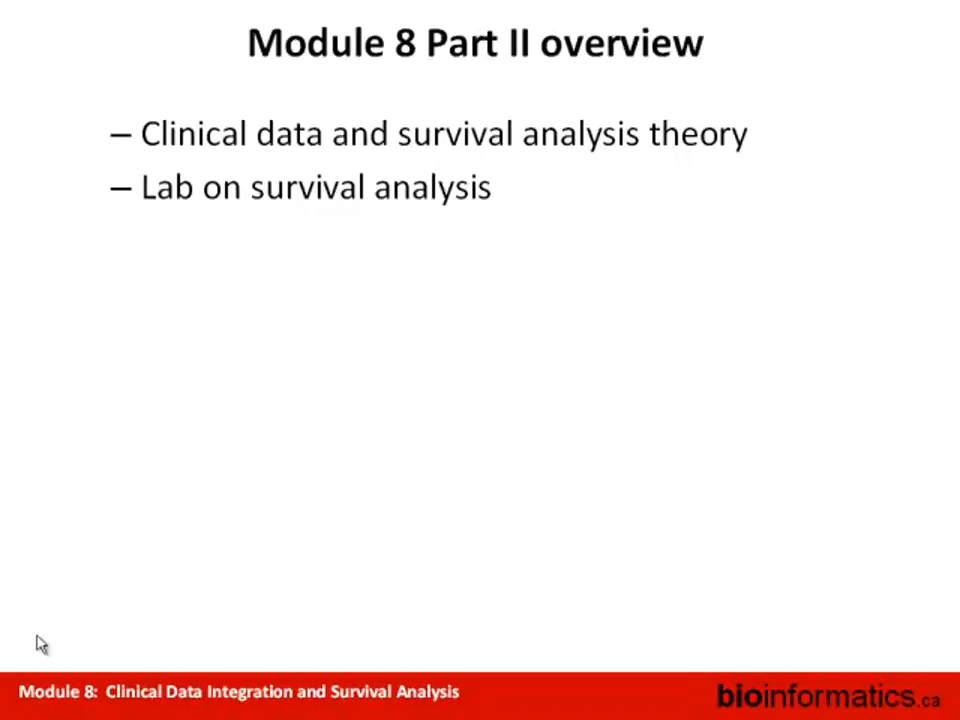 Module 8 Part II overview
– Clinical data and survival analysis theory
– Lab on survival analysis
Module 8: Clinical Data Integration and Survival Analysis
bioinformatics.ca